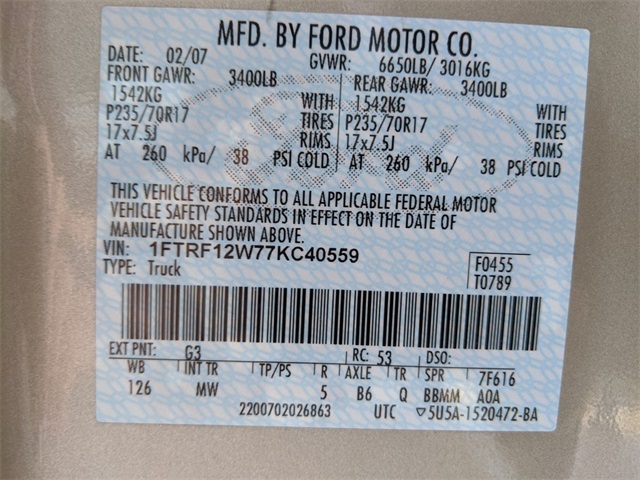 MFD. BY FORD MOTOR CO.
DATE: 02/07 GVWR: 6650LB/ 3016KG
FRONT GAWR: 3400LB REAR GAWR: 3400LB
1542KG WITH 1542KG WITH
P235/70R17 TIRES P235/70R17 TIRES
17x7.5J RIMS 17x7.5J RIMS
AT 260 kPa/ 38 PSI COLD AT 260 kPa/ 38 PSI COLD
THIS VEHICLE CONFORMS TO ALL APPLICABLE FEDERAL MOTOR
VEHICLE SAFETY STANDARDS IN EFFECT ON THE DATE OF
MANUFACTURE SHOWN ABOVE.
VIN: 1FTRF12W77KC40559 F0455
TYPE: Truck T0789
EXT PNT: G3 RC: 53 DSO:
WB INT TR TP/PS R AXLE TR SPR 7F616
126 MW 5 B6 Q BBMM AOA
2200702026863 UTC ▽5U5A-1520472-BA
Ford